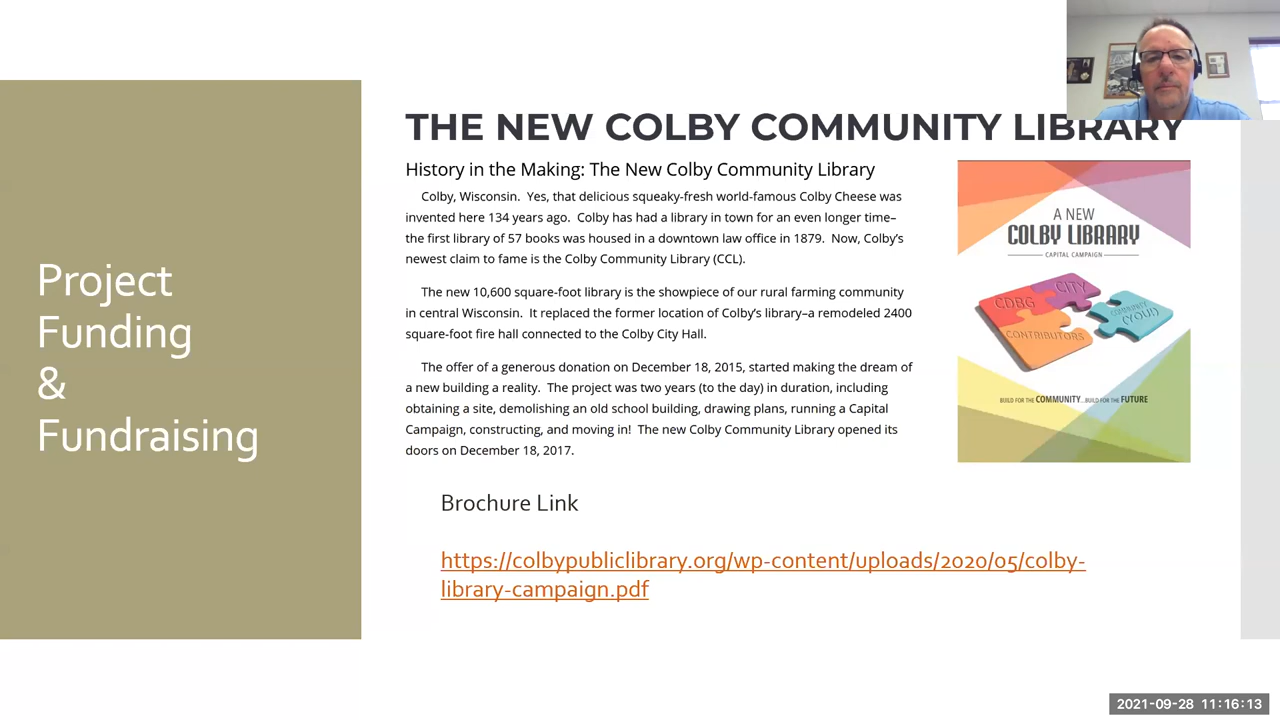 Project
Funding
&
Fundraising
THE NEW COLBY COMMUNITY LIBRARY
History in the Making: The New Colby Community Library
Colby, Wisconsin. Yes, that delicious squeaky-fresh world-famous Colby Cheese was
invented here 134 years ago. Colby has had a library in town for an even longer time–
the first library of 57 books was housed in a downtown law office in 1879. Now, Colby's
newest claim to fame is the Colby Community Library (CCL).
The new 10,600 square-foot library is the showpiece of our rural farming community
in central Wisconsin. It replaced the former location of Colby's library–a remodeled 2400
square-foot fire hall connected to the Colby City Hall.
The offer of a generous donation on December 18, 2015, started making the dream of
a new building a reality. The project was two years (to the day) in duration, including
obtaining a site, demolishing an old school building, drawing plans, running a Capital
Campaign, constructing, and moving in! The new Colby Community Library opened its
doors on December 18, 2017.
A NEW
COLBY LIBRARY
CAPITAL CAMPAIGN
CDBG
CITY
CONTRIBUTORS
COMMUNITY
(YOU!)
BUILD FOR THE COMMUNITY...BUILD FOR THE FUTURE
Brochure Link
https://colbypubliclibrary.org/wp-content/uploads/2020/05/colby-
library-campaign.pdf
2021-09-28 11:16:13